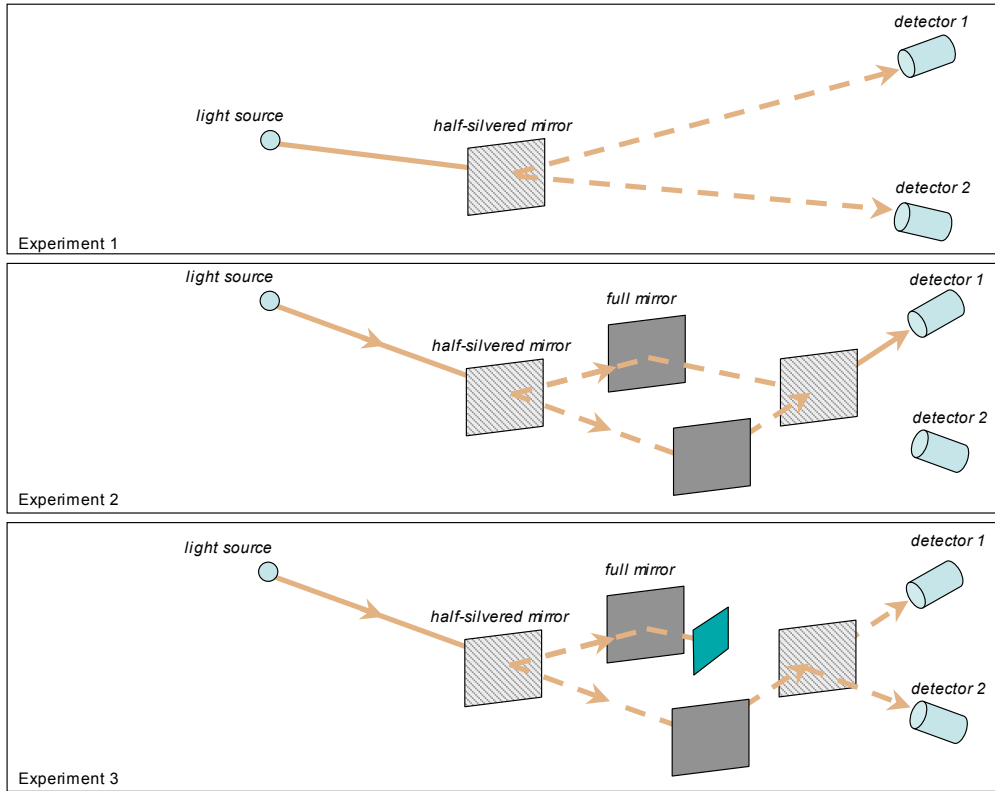 detector 1
light source
half-silvered mirror
detector 2
Experiment 1
light source
detector 1
full mirror
half-silvered mirror
detector 2
Experiment 2
detector 1
light source
full mirror
half-silvered mirror
detector 2
Experiment 3